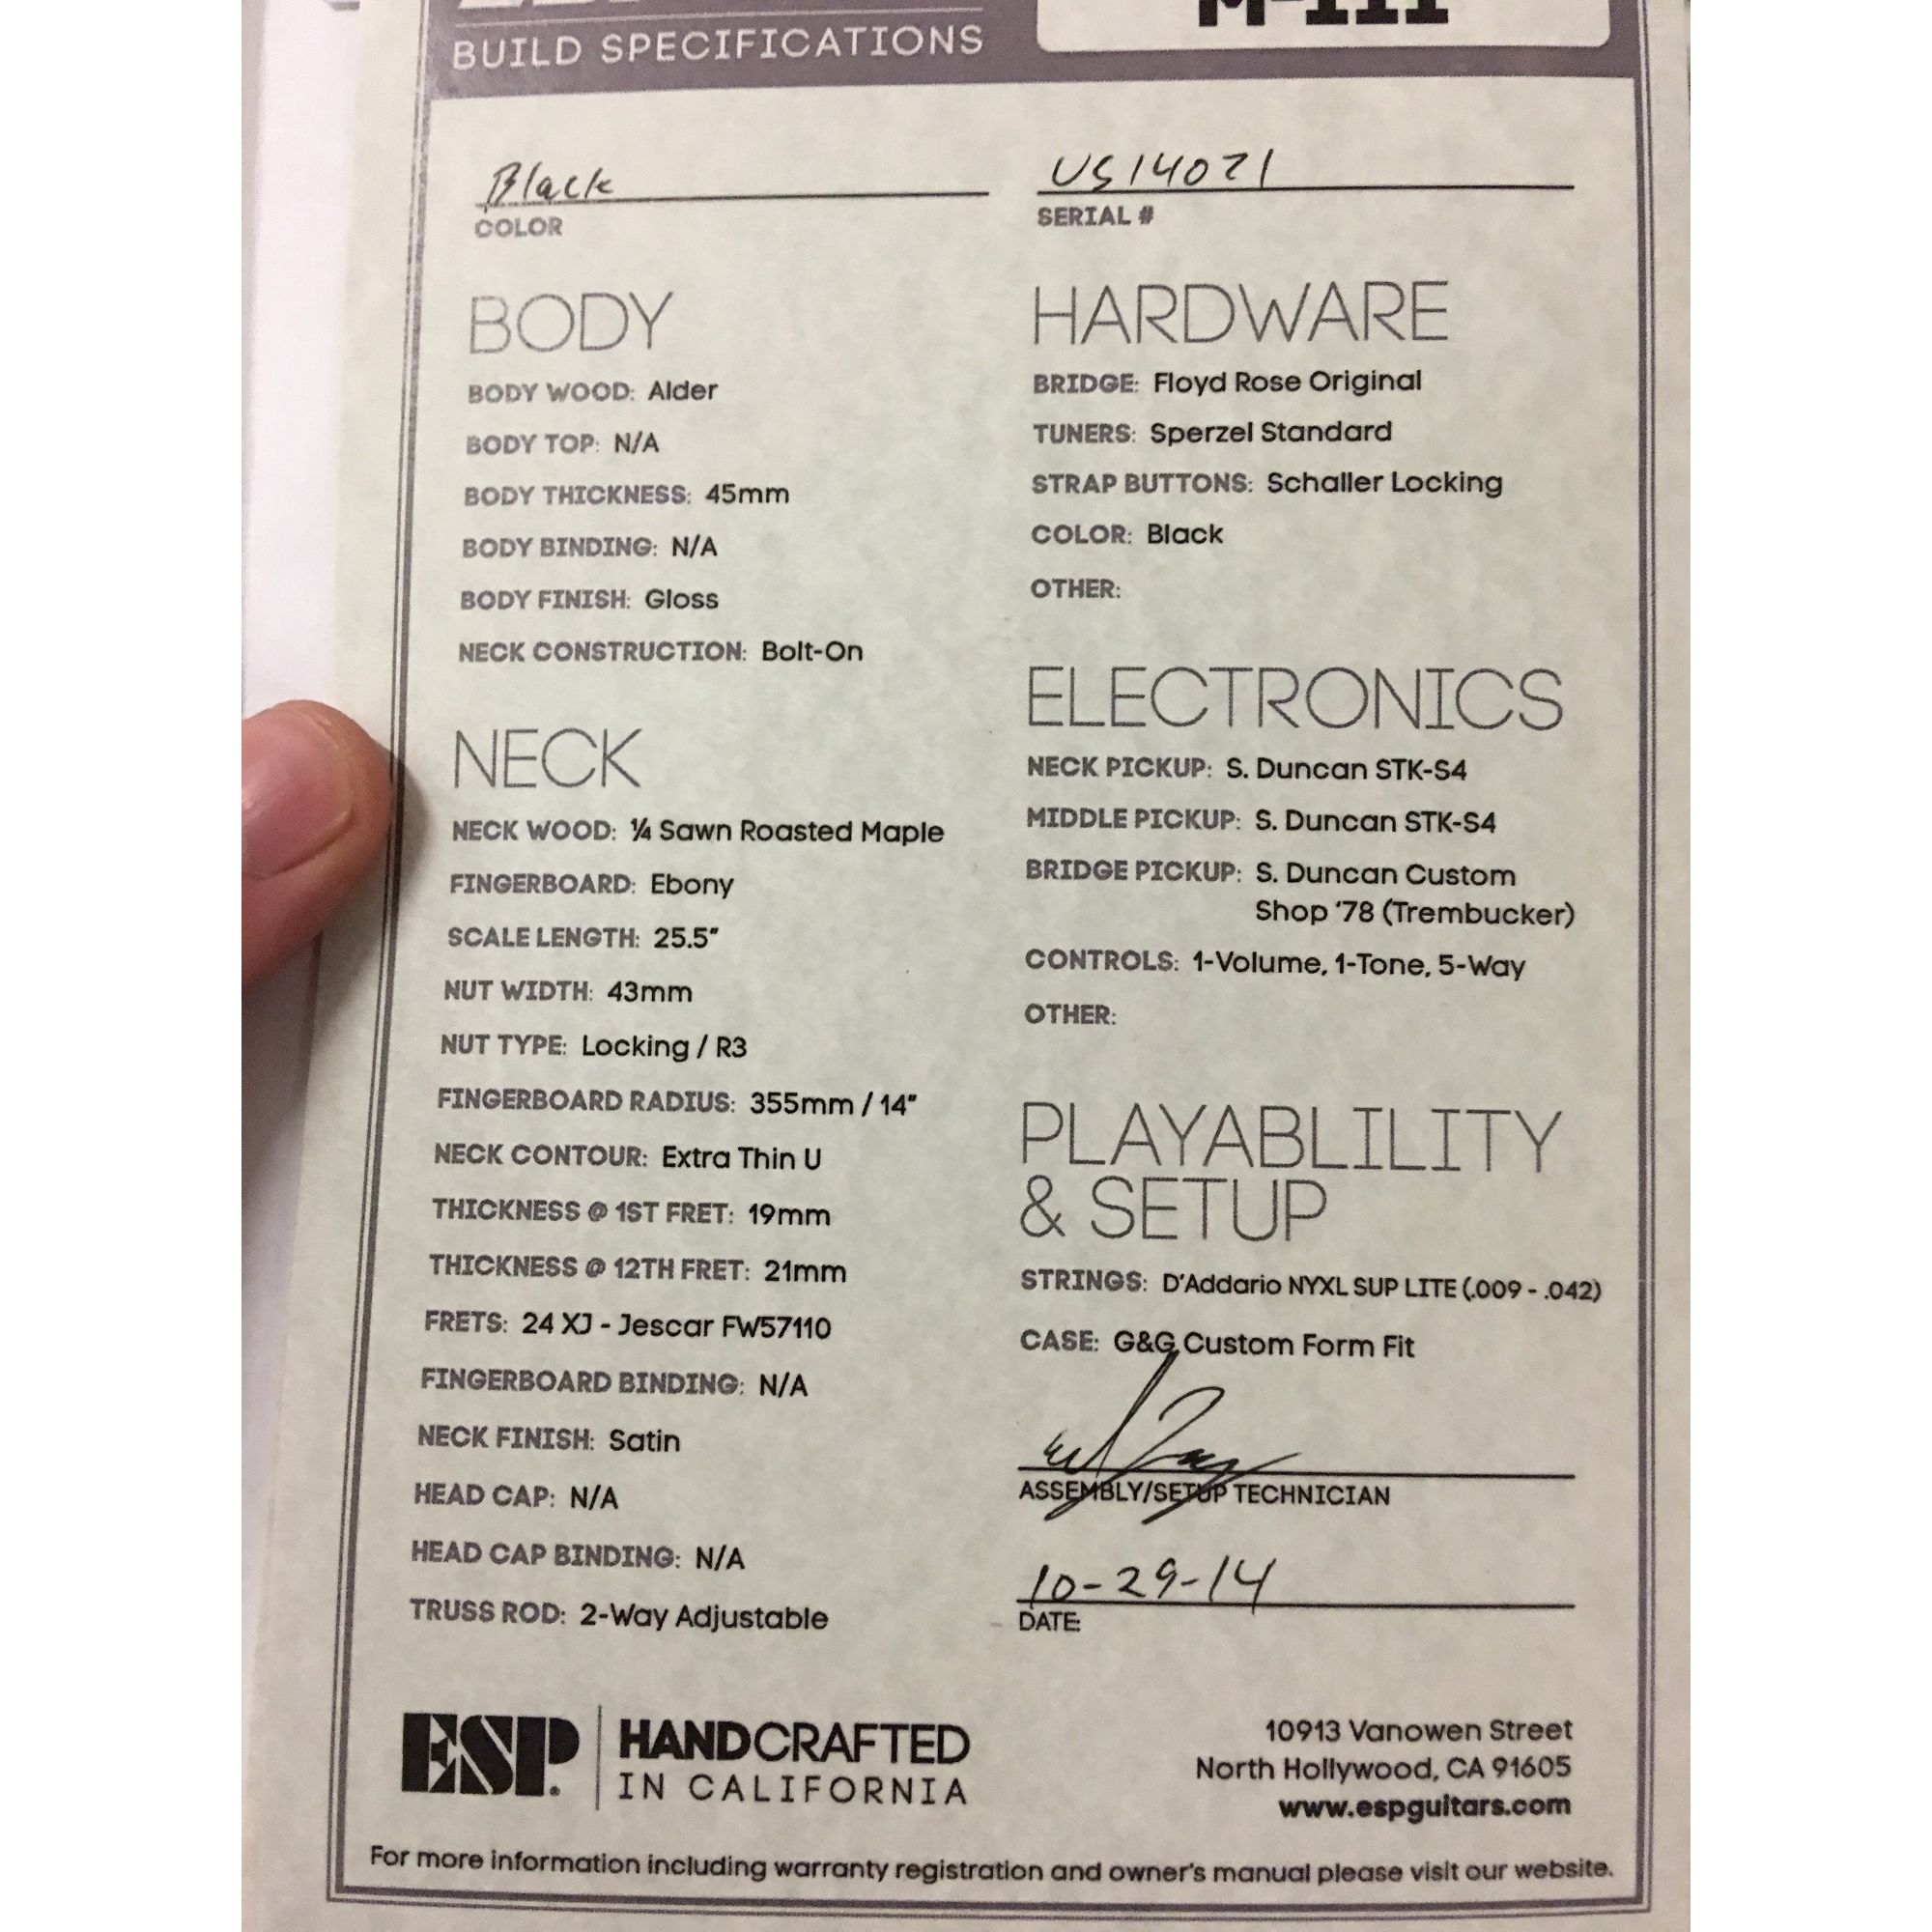 M-III
BUILD SPECIFICATIONS
Black
COLOR
US14021
SERIAL #
BODY
BODY WOOD: Alder
BODY TOP: N/A
BODY THICKNESS: 45mm
BODY BINDING: N/A
BODY FINISH: Gloss
NECK CONSTRUCTION: Bolt-On
NECK
NECK WOOD: ¼ Sawn Roasted Maple
FINGERBOARD: Ebony
SCALE LENGTH: 25.5"
NUT WIDTH: 43mm
NUT TYPE: Locking / R3
FINGERBOARD RADIUS: 355mm / 14"
NECK CONTOUR: Extra Thin U
THICKNESS @ 1ST FRET: 19mm
THICKNESS @ 12TH FRET: 21mm
FRETS: 24 XJ - Jescar FW57110
FINGERBOARD BINDING: N/A
NECK FINISH: Satin
HEAD CAP: N/A
HEAD CAP BINDING: N/A
TRUSS ROD: 2-Way Adjustable
HARDWARE
BRIDGE: Floyd Rose Original
TUNERS: Sperzel Standard
STRAP BUTTONS: Schaller Locking
COLOR: Black
OTHER:
ELECTRONICS
NECK PICKUP: S. Duncan STK-S4
MIDDLE PICKUP: S. Duncan STK-S4
BRIDGE PICKUP: S. Duncan Custom
Shop '78 (Trembucker)
CONTROLS: 1-Volume, 1-Tone, 5-Way
OTHER:
PLAYABLILITY
& SETUP
STRINGS: D'Addario NYXL SUP LITE (.009 - .042)
CASE: G&G Custom Form Fit
ASSEMBLY/SETUP TECHNICIAN
10-29-14
DATE:
ESP. HANDCRAFTED
IN CALIFORNIA
10913 Vanowen Street
North Hollywood, CA 91605
www.espguitars.com
For more information including warranty registration and owner's manual please visit our website.